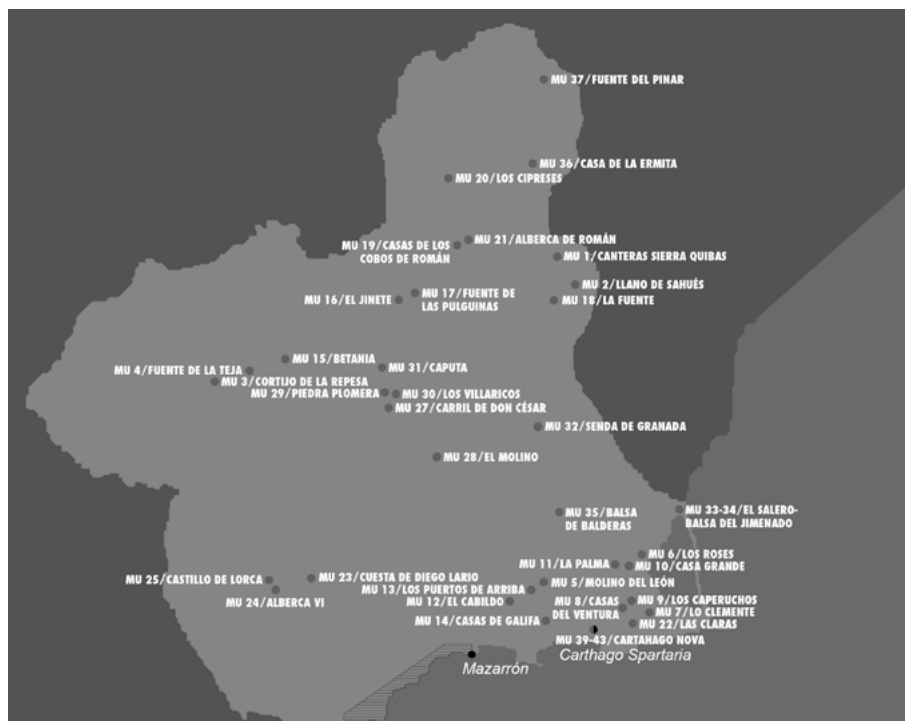 MU 37/FUENTE DEL PINAR
MU 36/CASA DE LA ERMITA
MU 20/LOS CIPRESES
MU 21/ALBERCA DE ROMÁN
MU 19/CASAS DE LOS
COBOS DE ROMÁN
MU 1/CANTERAS SIERRA QUIBAS
MU 2/LLANO DE SAHUÉS
MU 17/FUENTE DE
LAS PULGUINAS
MU 16/EL JINETE
MU 18/LA FUENTE
MU 15/BETANIA
MU 31/CAPUTA
MU 4/FUENTE DE LA TEJA
MU 3/CORTIJO DE LA REPESA
MU 29/PIEDRA PLOMERA
MU 30/LOS VILLARICOS
MU 27/CARRIL DE DON CÉSAR
MU 32/SENDA DE GRANADA
MU 28/EL MOLINO
MU 35/BALSA
DE BALDERAS
MU 33-34/EL SALERO-
BALSA DEL JIMENADO
MU 6/LOS ROSES
MU 11/LA PALMA
MU 10/CASA GRANDE
MU 25/CASTILLO DE LORCA
MU 23/CUESTA DE DIEGO LARIO
MU 5/MOLINO DEL LEÓN
MU 13/LOS PUERTOS DE ARRIBA
MU 24/ALBERCA VI
MU 12/EL CABILDO
MU 8/CASAS
DEL VENTURA
MU 9/LOS CAPERUCHOS
MU 7/LO CLEMENTE
MU 14/CASAS DE GALIFA
MU 22/LAS CLARAS
MU 39-43/CARTAHAGO NOVA
Carthago Spartaria
Mazarrón